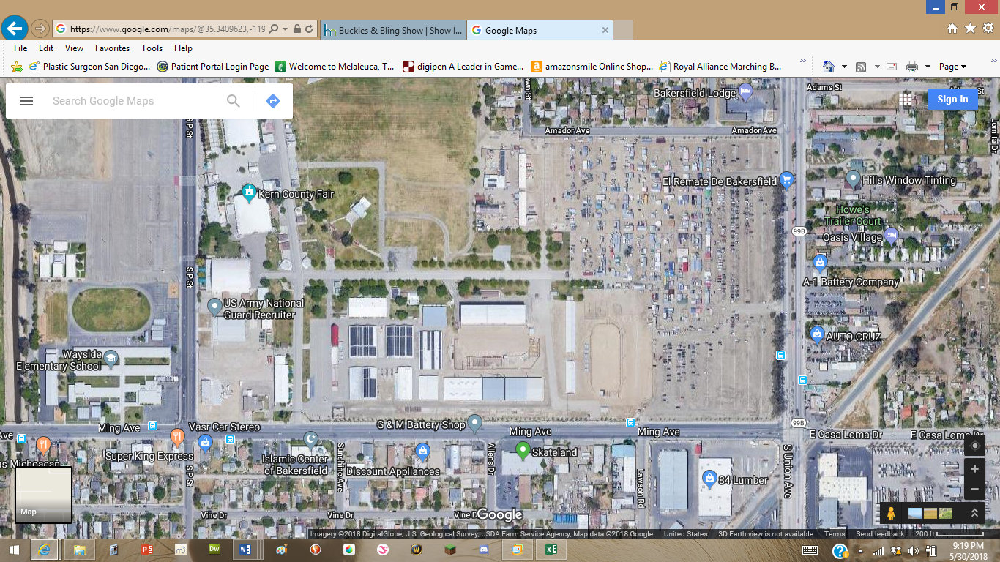 https://www.google.com/maps/@35.3409623,-119
Buckles & Bling Show | Show I...
Google Maps
File Edit View Favorites Tools Help
Plastic Surgeon San Diego...
Patient Portal Login Page
Welcome to Melaleuca, T...
digipen A Leader in Game...
amazonsmile Online Shop...
Royal Alliance Marching B...
Page
Search Google Maps
Sign in
Adams St
Bakersfield Lodge
Amador Ave
Amador Ave
Lomita Dr
S P St
El Remate De Bakersfield
Hills Window Tinting
Kern County Fair
Howe's
Trailer Court
99B
Oasis Village
A-1 Battery Company
S P St
US Army National
Guard Recruiter
AUTO CRUZ
Wayside
Elementary School
Ming Ave
Vasr Car Stereo
G & M Battery Shop
Ming Ave
Ming Ave
99B
E Casa Loma Dr
E Casa Loma Dr
Super King Express
Islamic Center
of Bakersfield
Sunshine Ave
Discount Appliances
Allens Dr
Skateland
S Union Ave
S P St
Lawson Rd
84 Lumber
Map
Vine Dr
Vine Dr
Vine D
Google
Imagery ©2018 DigitalGlobe, U.S. Geological Survey, USDA Farm Service Agency, Map data ©2018 Google
United States
3D Earth view is not available
Terms
Send feedback
200 ft
9:19 PM
5/30/2018